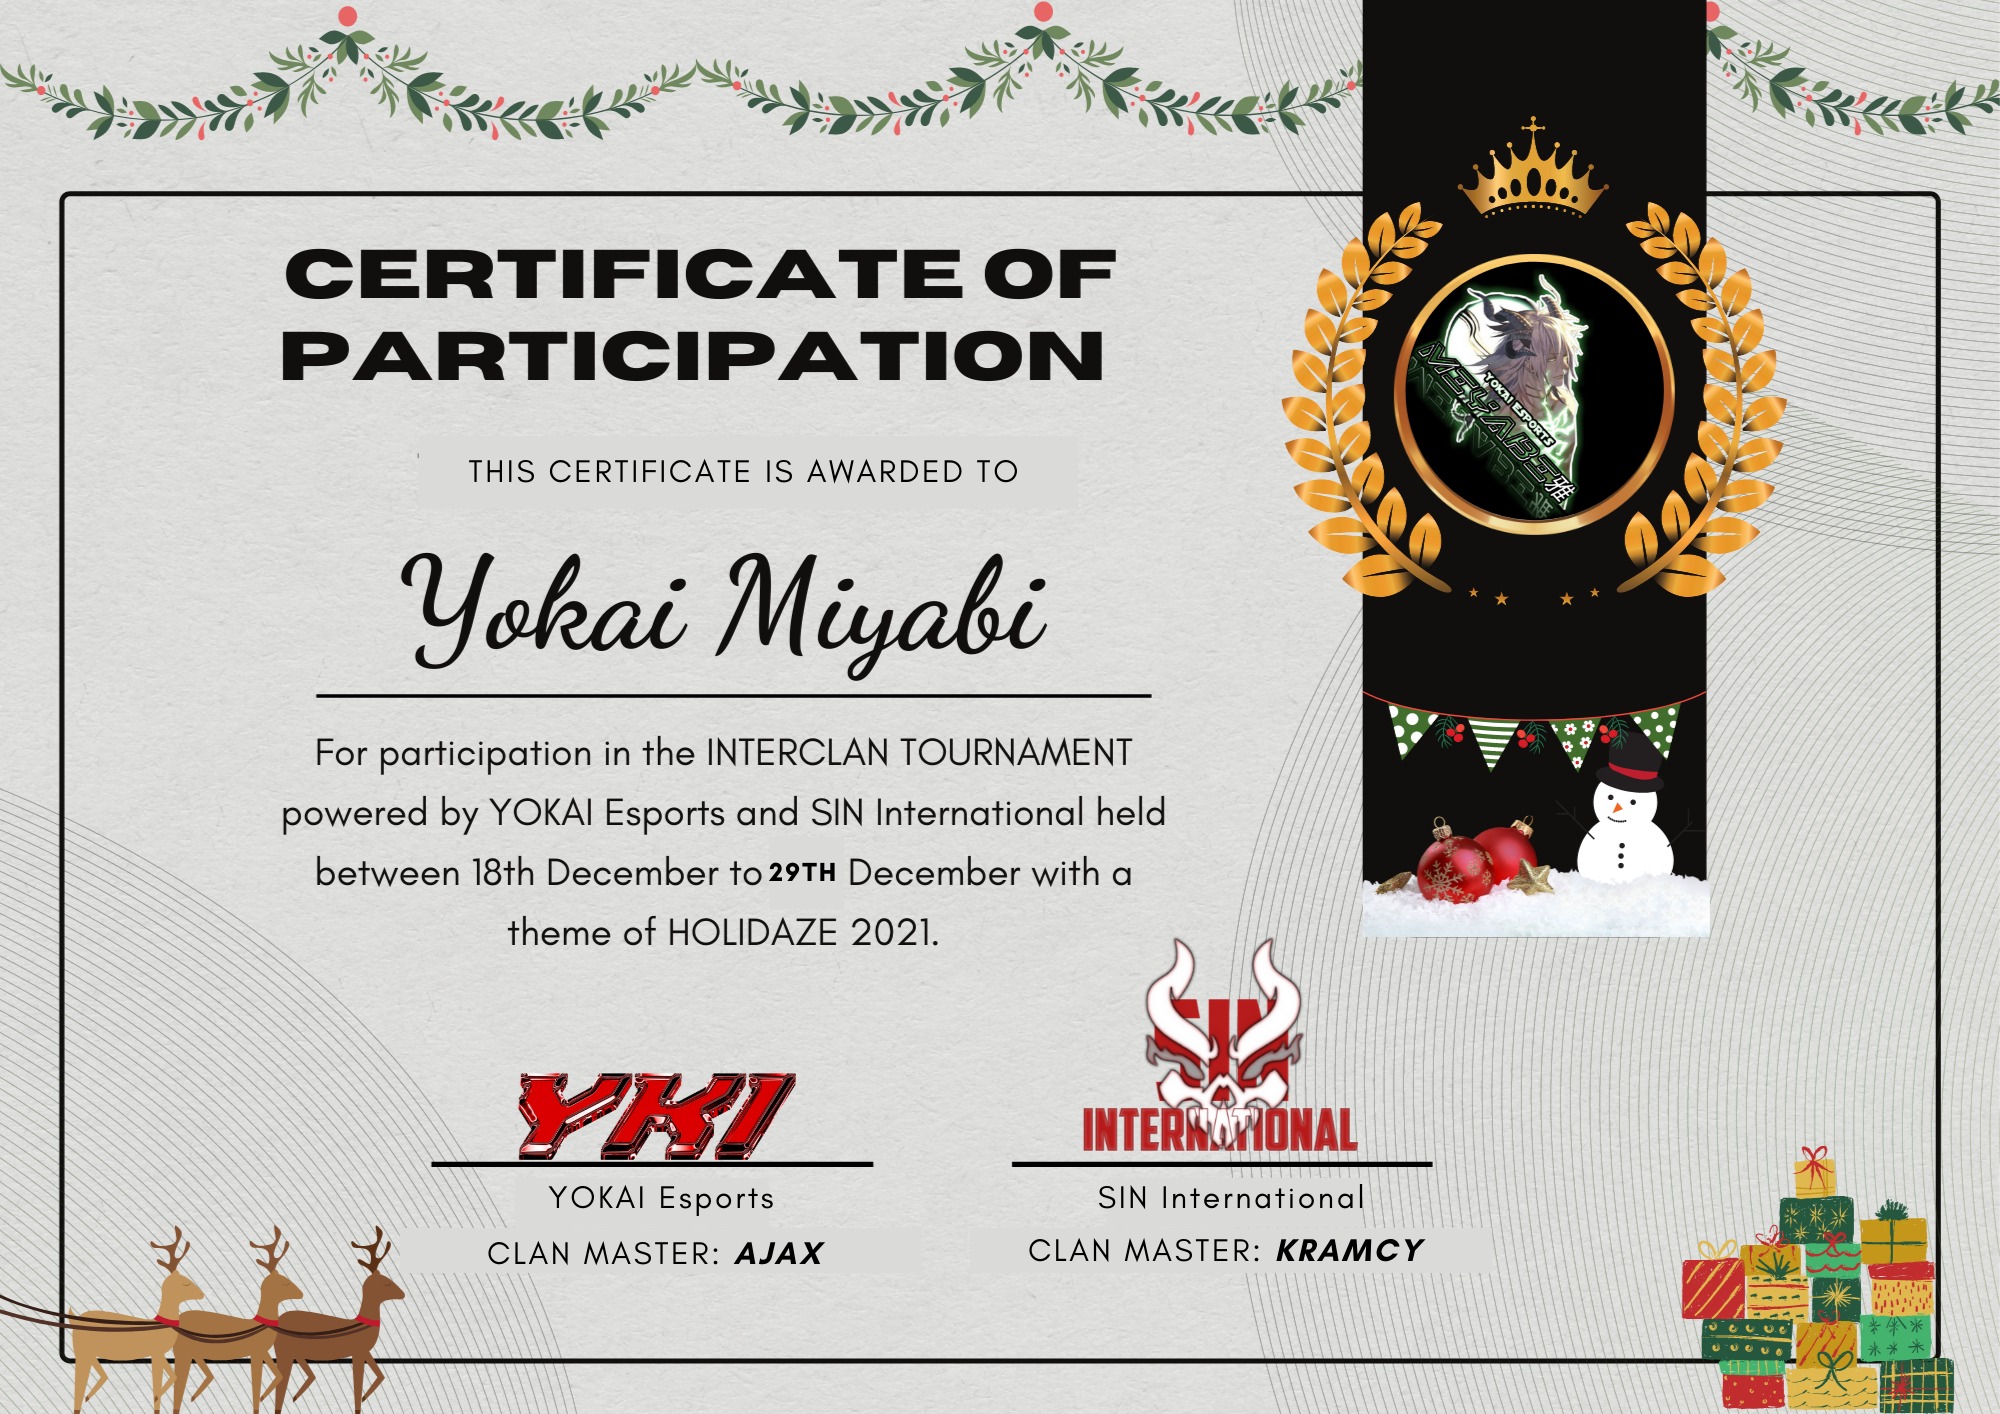 CERTIFICATE OF
PARTICIPATION
THIS CERTIFICATE IS AWARDED TO
Yokai Miyabi
For participation in the INTERCLAN TOURNAMENT
powered by YOKAI Esports and SIN International held
between 18th December to 29TH December with a
theme of HOLIDAZE 2021.
YOKAI ESPORTS
雅
YKI
YOKAI Esports
CLAN MASTER: AJAX
SIN
INTERNATIONAL
SIN International
CLAN MASTER: KRAMCY